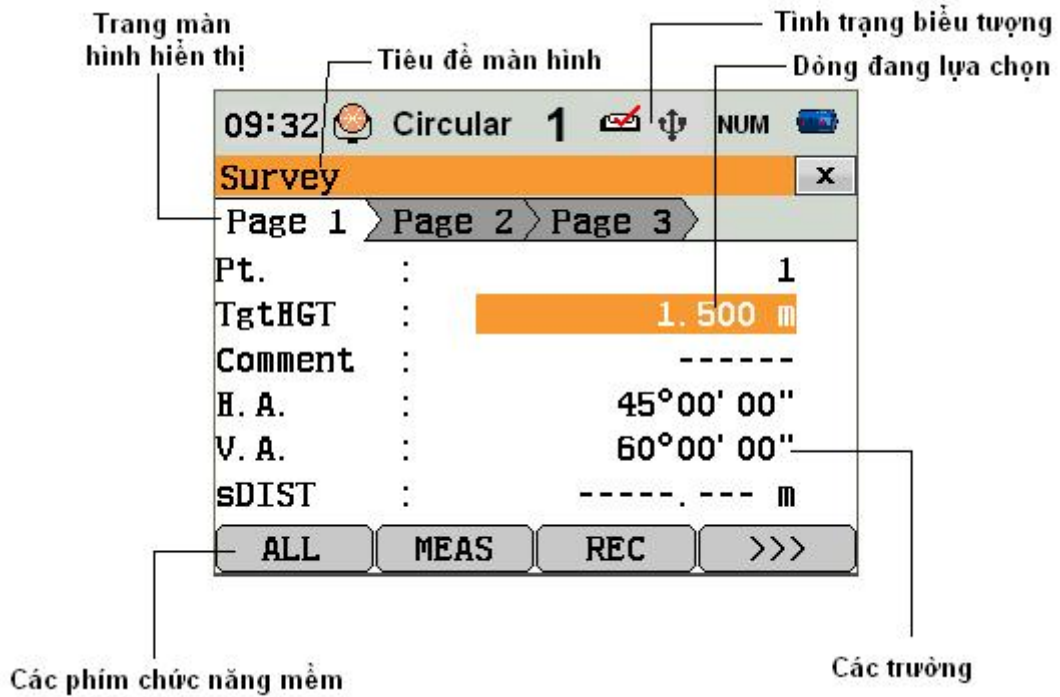 Trang màn
hình hiển thị
Tiêu đề màn hình
Tình trạng biểu tượng
Dòng đang lựa chọn
09:32 Circular 1 NUM
Survey x
Page 1 Page 2 Page 3
Pt. : 1
TgtHGT : 1.500 m
Comment : ------
H.A. : 45°00'00"
V.A. : 60°00'00"
sDIST : -----.--- m
ALL MEAS REC >>>
Các phím chức năng mềm
Các trường